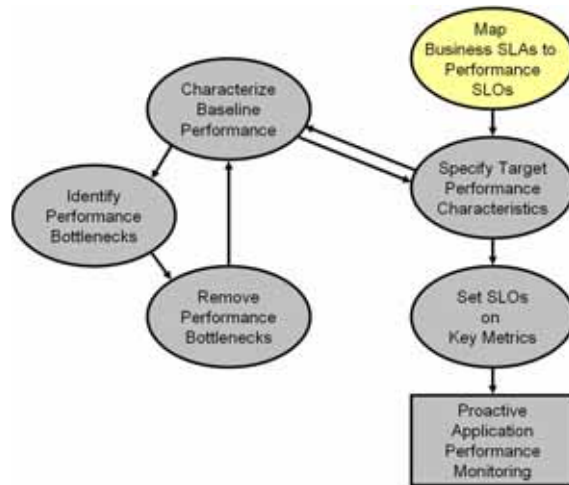 Map
Business SLAs to
Performance
SLOs
Characterize
Baseline
Performance
Specify Target
Performance
Characteristics
Identify
Performance
Bottlenecks
Remove
Performance
Bottlenecks
Set SLOs
on
Key Metrics
Proactive
Application
Performance
Monitoring